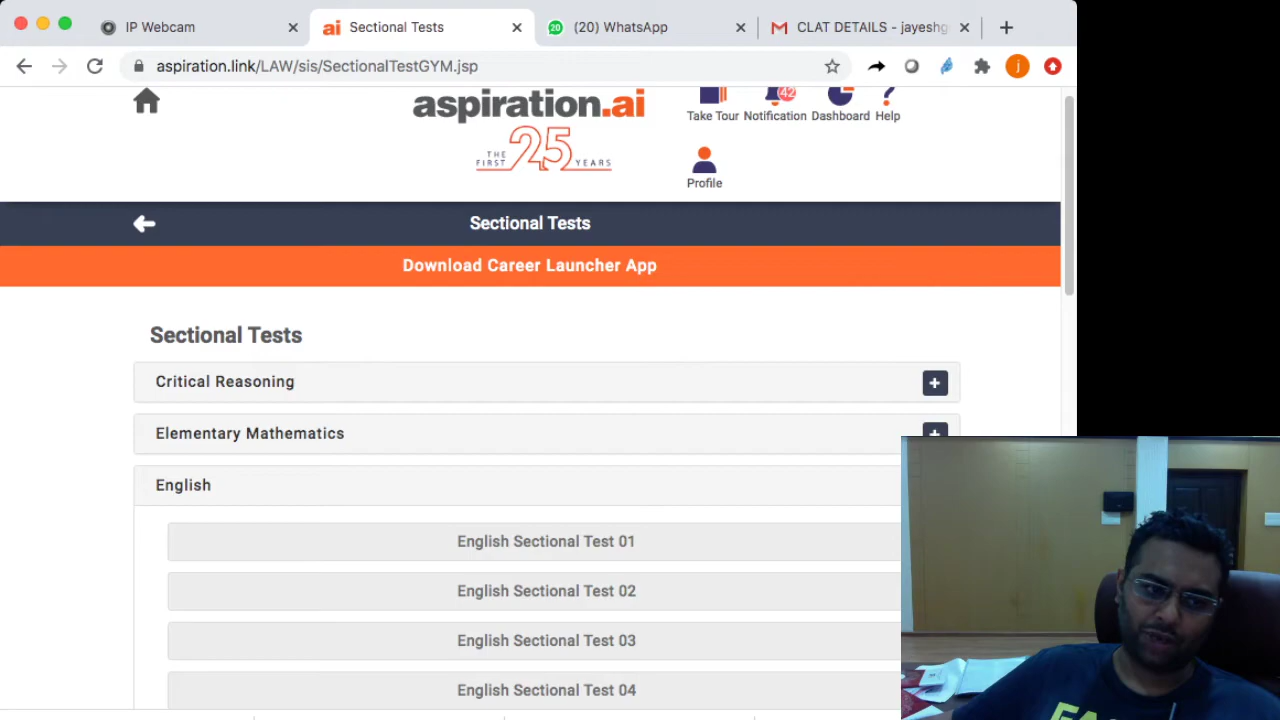 IP Webcam
ai Sectional Tests
20 (20) WhatsApp
CLAT DETAILS - jayeshg
aspiration.link/LAW/sis/SectionalTestGYM.jsp
j
aspiration.ai
THE FIRST 25 YEARS
42
Take Tour Notification Dashboard Help
Profile
Sectional Tests
Download Career Launcher App
Sectional Tests
Critical Reasoning
Elementary Mathematics
English
English Sectional Test 01
English Sectional Test 02
English Sectional Test 03
English Sectional Test 04